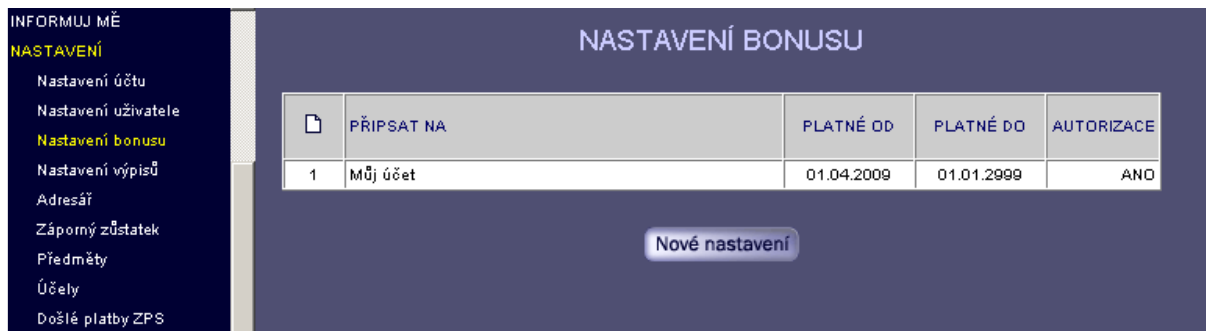 INFORMUJ MĚ
NASTAVENÍ
Nastavení účtu
Nastavení uživatele
Nastavení bonusu
Nastavení výpisů
Adresář
Záporný zůstatek
Předměty
Účely
Došlé platby ZPS
NASTAVENÍ BONUSU
PŘIPSAT NA PLATNÉ OD PLATNÉ DO AUTORIZACE
1 Můj účet 01.04.2009 01.01.2999 ANO
Nové nastavení